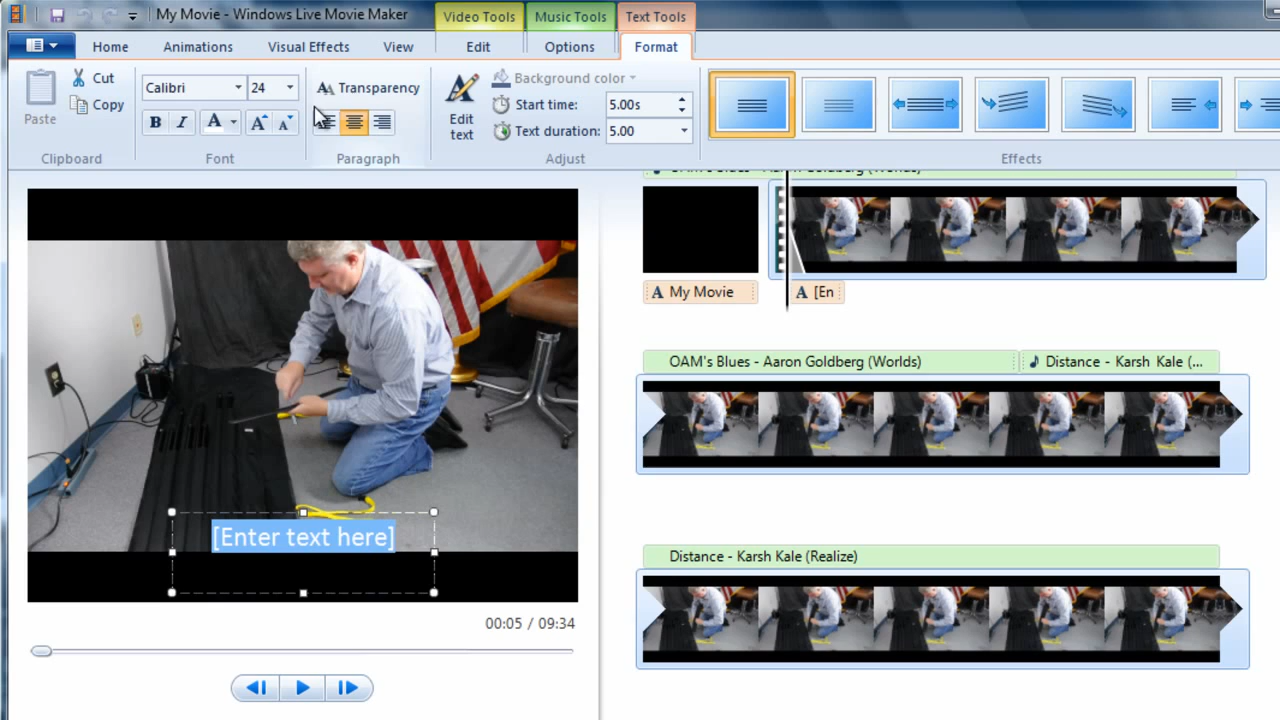 My Movie - Windows Live Movie Maker
Video Tools
Music Tools
Text Tools
Home
Animations
Visual Effects
View
Edit
Options
Format
Paste
Cut
Copy
Clipboard
Calibri
24
B I A A A
Font
Transparency
Paragraph
Edit text
Background color
Start time: 5.00s
Text duration: 5.00
Adjust
Effects
[Enter text here]
00:05 / 09:34
OAM's Blues - Aaron Goldberg (Worlds)
A My Movie
A [En
OAM's Blues - Aaron Goldberg (Worlds)
Distance - Karsh Kale (...
Distance - Karsh Kale (Realize)